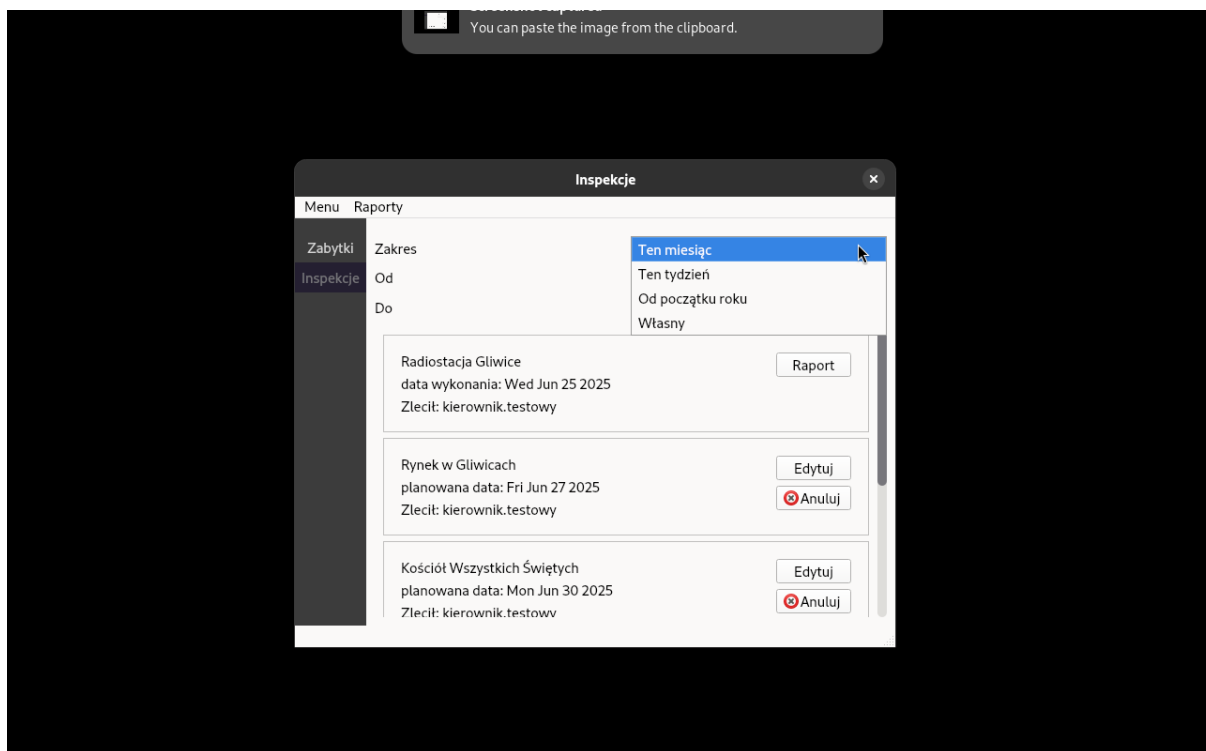 You can paste the image from the clipboard.
Inspekcje
Menu Raporty
Zabytki
Inspekcje
Zakres
Od
Do
Ten miesiąc
Ten tydzień
Od początku roku
Własny
Radiostacja Gliwice
data wykonania: Wed Jun 25 2025
Zlecił: kierownik.testowy
Raport
Rynek w Gliwicach
planowana data: Fri Jun 27 2025
Zlecił: kierownik.testowy
Edytuj
Anuluj
Kościół Wszystkich Świętych
planowana data: Mon Jun 30 2025
Zlecił: kierownik.testowy
Edytuj
Anuluj